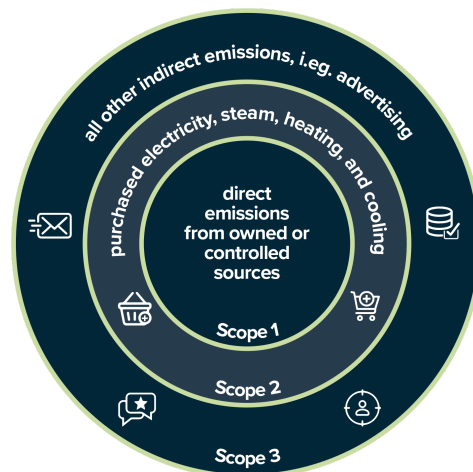 all other indirect emissions, i.eg. advertising
purchased electricity, steam, heating, and cooling
direct
emissions
from owned or
controlled
sources
Scope 1
Scope 2
Scope 3